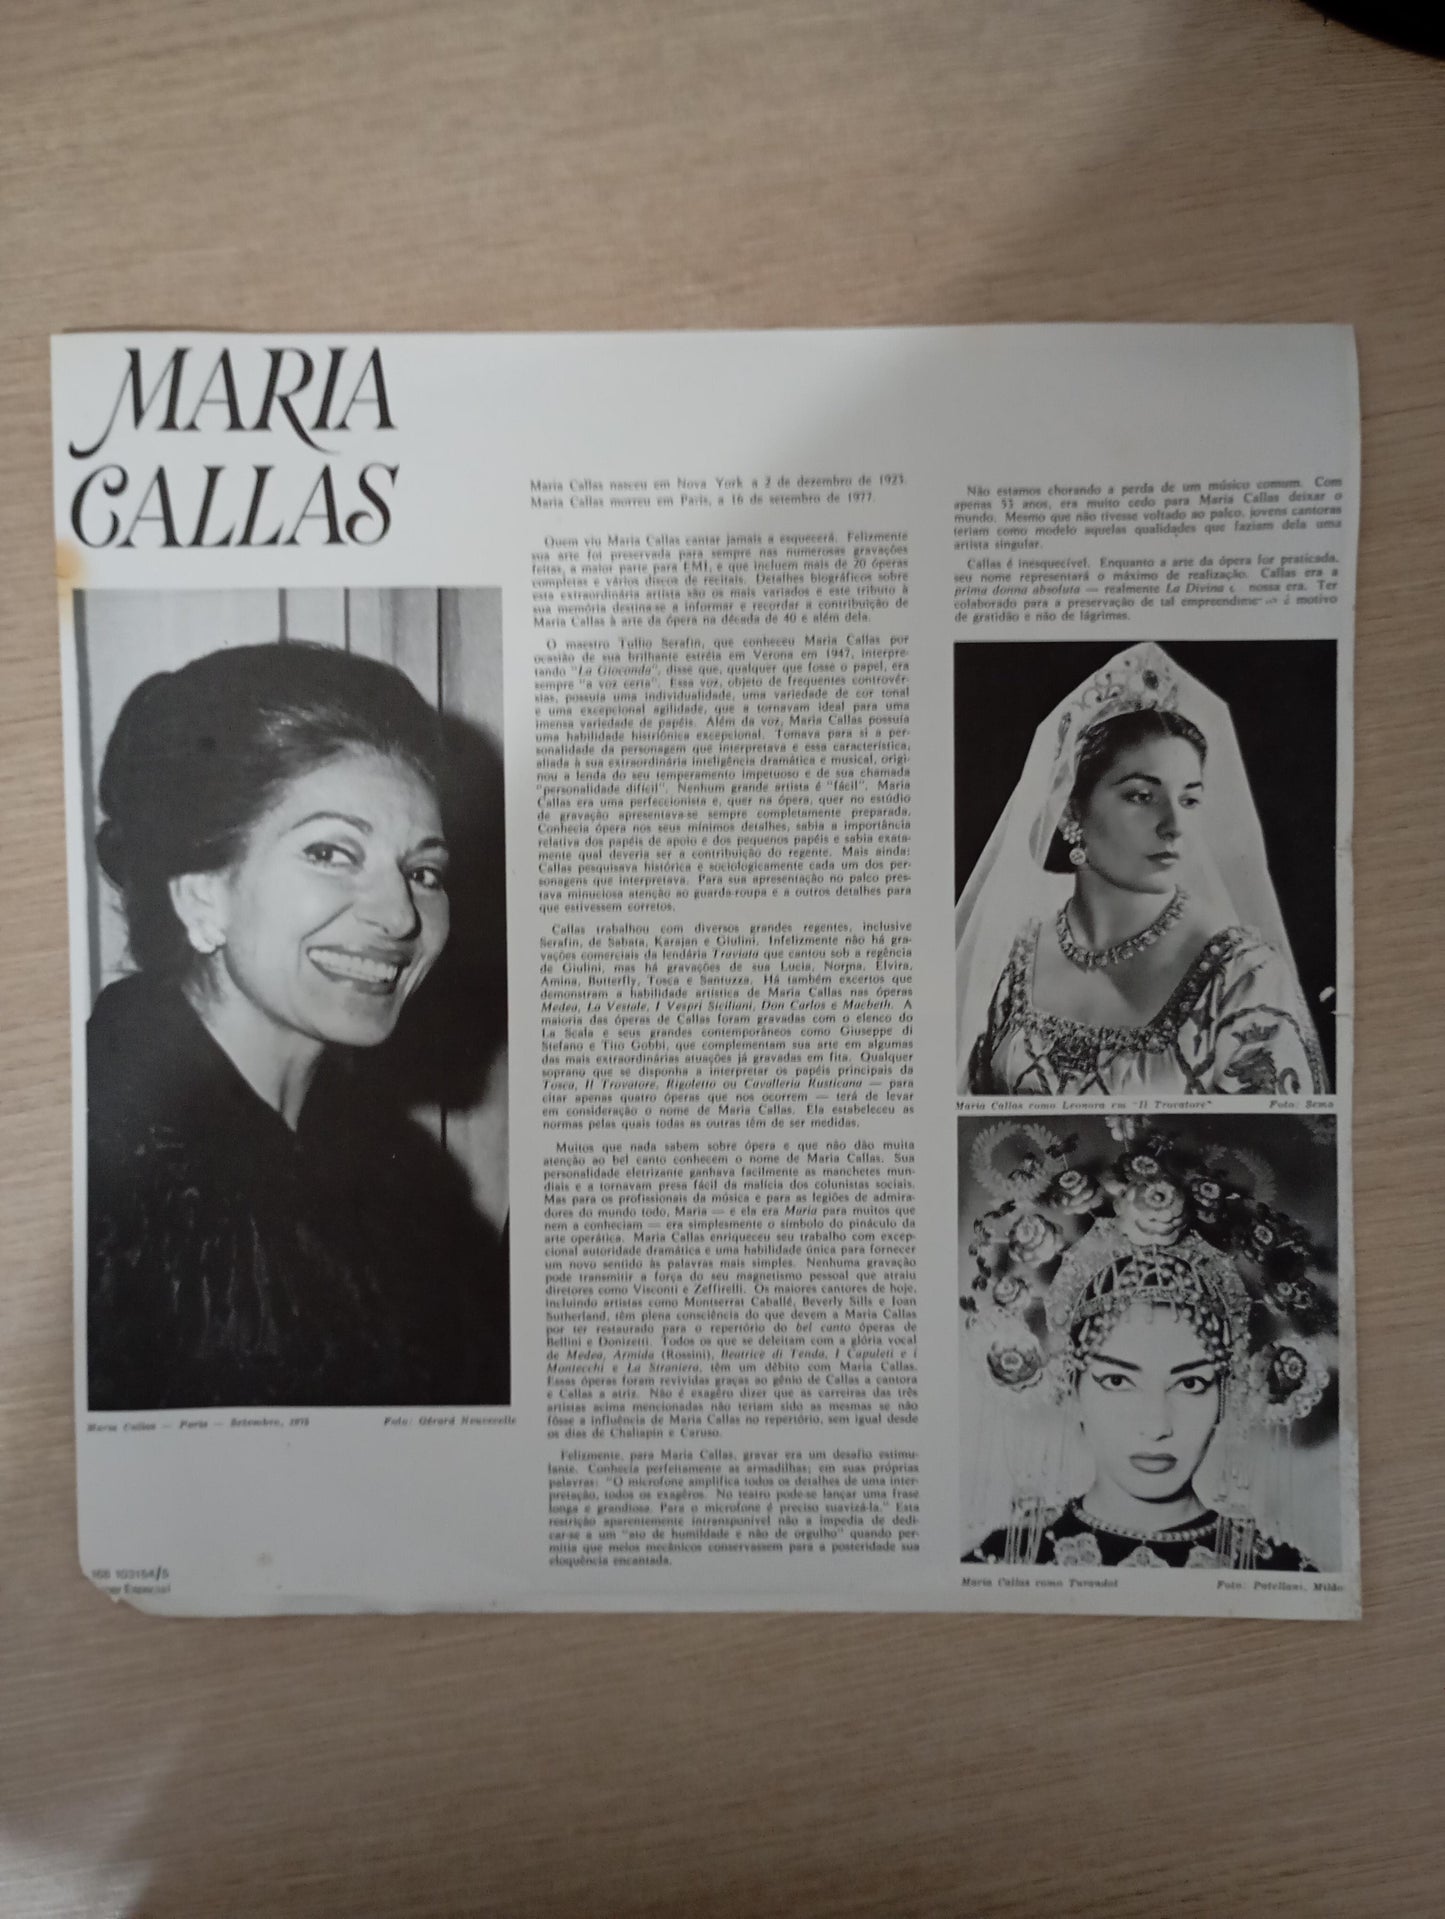 MARIA
CALLAS
Maria Callas — Paris — Setembro, 1975 Foto: Gérard Neuvecelle
168 103154/5
Maria Callas nasceu em Nova York a 2 de dezembro de 1923.
Maria Callas morreu em Paris, a 16 de setembro de 1977.
Quem viu Maria Callas cantar jamais a esquecerá. Felizmente
sua arte foi preservada para sempre nas numerosas gravações
feitas, a maior parte para EMI, e que incluem mais de 20 óperas
completas e vários discos de recitais. Detalhes biográficos sobre
esta extraordinária artista são os mais variados e este tributo à
sua memória destina-se a informar e recordar a contribuição de
Maria Callas à arte da ópera na década de 40 e além dela.
O maestro Tullio Serafin, que conheceu Maria Callas por
ocasião de sua brilhante estréia em Verona em 1947, interpre-
tando "La Gioconda", disse que, qualquer que fosse o papel, era
sempre "a voz certa". Essa voz, objeto de frequentes controvér-
sias, possuía uma individualidade, uma variedade de cor tonal
e uma excepcional agilidade, que a tornavam ideal para uma
imensa variedade de papéis. Além da voz, Maria Callas possuía
uma habilidade histriônica excepcional. Tomava para si a per-
sonalidade da personagem que interpretava e essa característica,
aliada à sua extraordinária inteligência dramática e musical, origi-
nou a lenda do seu temperamento impetuoso e de sua chamada
"personalidade difícil". Nenhum grande artista é "fácil". Maria
Callas era uma perfeccionista e, quer na ópera, quer no estúdio
de gravação apresentava-se sempre completamente preparada.
Conhecia ópera nos seus mínimos detalhes, sabia a importância
relativa dos papéis de apoio e dos pequenos papéis e sabia exata-
mente qual deveria ser a contribuição do regente. Mais ainda:
Callas pesquisava histórica e sociologicamente cada um dos per-
sonagens que interpretava. Para sua apresentação no palco pres-
tava minuciosa atenção ao guarda-roupa e a outros detalhes para
que estivessem corretos.
Callas trabalhou com diversos grandes regentes, inclusive
Serafin, de Sabata, Karajan e Giulini. Infelizmente não há gra-
vações comerciais da lendária Traviata que cantou sob a regência
de Giulini, mas há gravações de sua Lucia, Norma, Elvira,
Amina, Butterfly, Tosca e Santuzza. Há também excertos que
demonstram a habilidade artística de Maria Callas nas óperas
Medea, La Vestale, I Vespri Siciliani, Don Carlos e Macbeth. A
maioria das óperas de Callas foram gravadas com o elenco do
La Scala e seus grandes contemporâneos como Giuseppe di
Stefano e Tito Gobbi, que complementam sua arte em algumas
das mais extraordinárias atuações já gravadas em fita. Qualquer
soprano que se disponha a interpretar os papéis principais da
Tosca, Il Trovatore, Rigoletto ou Cavalleria Rusticana — para
citar apenas quatro óperas que nos ocorrem — terá de levar
em consideração o nome de Maria Callas. Ela estabeleceu as
normas pelas quais todas as outras têm de ser medidas.
Muitos que nada sabem sobre ópera e que não dão muita
atenção ao bel canto conhecem o nome de Maria Callas. Sua
personalidade eletrizante ganhava facilmente as manchetes mun-
diais e a tornavam presa fácil da malícia dos colunistas sociais.
Mas para os profissionais da música e para as legiões de admira-
dores do mundo todo, Maria — e ela era Maria para muitos que
nem a conheciam — era simplesmente o símbolo do pináculo da
arte operática. Maria Callas enriqueceu seu trabalho com excep-
cional autoridade dramática e uma habilidade única para fornecer
um novo sentido às palavras mais simples. Nenhuma gravação
pode transmitir a força do seu magnetismo pessoal que atraiu
diretores como Visconti e Zeffirelli. Os maiores cantores de hoje,
incluindo artistas como Montserrat Caballé, Beverly Sills e Joan
Sutherland, têm plena consciência do que devem a Maria Callas
por ter restaurado para o repertório do bel canto óperas de
Bellini e Donizetti. Todos os que se deleitam com a glória vocal
de Medea, Armida (Rossini), Beatrice di Tenda, I Capuleti e i
Montecchi e La Straniera, têm um débito com Maria Callas.
Essas óperas foram revividas graças ao gênio de Callas a cantora
e Callas a atriz. Não é exagêro dizer que as carreiras das três
artistas acima mencionadas não teriam sido as mesmas se não
fôsse a influência de Maria Callas no repertório, sem igual desde
os dias de Chaliapin e Caruso.
Felizmente, para Maria Callas, gravar era um desafio estimu-
lante. Conhecia perfeitamente as armadilhas; em suas próprias
palavras: "O microfone amplifica todos os detalhes de uma inter-
pretação, todos os exagêros. No teatro pode-se lançar uma frase
longa e grandiosa. Para o microfone é preciso suavizá-la." Esta
restrição aparentemente intransponível não a impedia de dedi-
car-se a um "ato de humildade e não de orgulho" quando per-
mitia que meios mecânicos conservassem para a posteridade sua
eloquência encantada.
Não estamos chorando a perda de um músico comum. Com
apenas 53 anos, era muito cedo para Maria Callas deixar o
mundo. Mesmo que não tivesse voltado ao palco, jovens cantoras
teriam como modelo aquelas qualidades que faziam dela uma
artista singular.
Callas é inesquecível. Enquanto a arte da ópera for praticada,
seu nome representará o máximo de realização. Callas era a
prima donna absoluta — realmente La Divina nossa era. Ter
colaborado para a preservação de tal é motivo
de gratidão e não de lágrimas.
Maria Callas como Leonora em "Il Trovatore" Foto: Semo
Maria Callas como Turandot Foto: Patellani, Milão